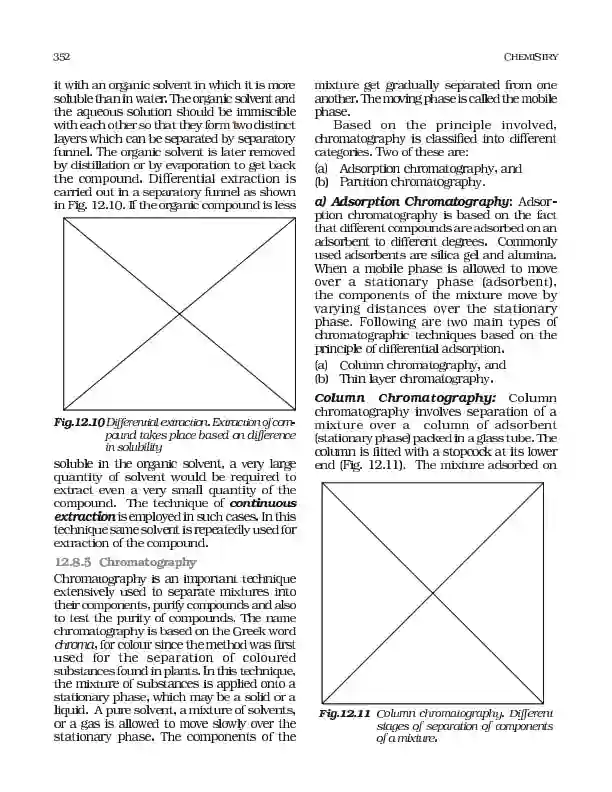 352
CHEMISTRY
it with an organic solvent in which it is more
soluble than in water. The organic solvent and
the aqueous solution should be immiscible
with each other so that they form two distinct
layers which can be separated by separatory
funnel. The organic solvent is later removed
by distillation or by evaporation to get back
the compound. Differential extraction is
carried out in a separatory funnel as shown
in Fig. 12.10. If the organic compound is less
Fig.12.10 Differential extraction. Extraction of com-
pound takes place based on difference
in solubility
soluble in the organic solvent, a very large
quantity of solvent would be required to
extract even a very small quantity of the
compound. The technique of continuous
extraction is employed in such cases. In this
technique same solvent is repeatedly used for
extraction of the compound.
12.8.5 Chromatography
Chromatography is an important technique
extensively used to separate mixtures into
their components, purify compounds and also
to test the purity of compounds. The name
chromatography is based on the Greek word
chroma, for colour since the method was first
used for the separation of coloured
substances found in plants. In this technique,
the mixture of substances is applied onto a
stationary phase, which may be a solid or a
liquid. A pure solvent, a mixture of solvents,
or a gas is allowed to move slowly over the
stationary phase. The components of the
mixture get gradually separated from one
another. The moving phase is called the mobile
phase.
Based on the principle involved,
chromatography is classified into different
categories. Two of these are:
(a) Adsorption chromatography, and
(b) Partition chromatography.
a) Adsorption Chromatography: Adsor-
ption chromatography is based on the fact
that different compounds are adsorbed on an
adsorbent to different degrees. Commonly
used adsorbents are silica gel and alumina.
When a mobile phase is allowed to move
over a stationary phase (adsorbent),
the components of the mixture move by
varying distances over the stationary
phase. Following are two main types of
chromatographic techniques based on the
principle of differential adsorption.
(a) Column chromatography, and
(b) Thin layer chromatography.
Column Chromatography: Column
chromatography involves separation of a
mixture over a column of adsorbent
(stationary phase) packed in a glass tube. The
column is fitted with a stopcock at its lower
end (Fig. 12.11). The mixture adsorbed on
Fig.12.11 Column chromatography. Different
stages of separation of components
of a mixture.